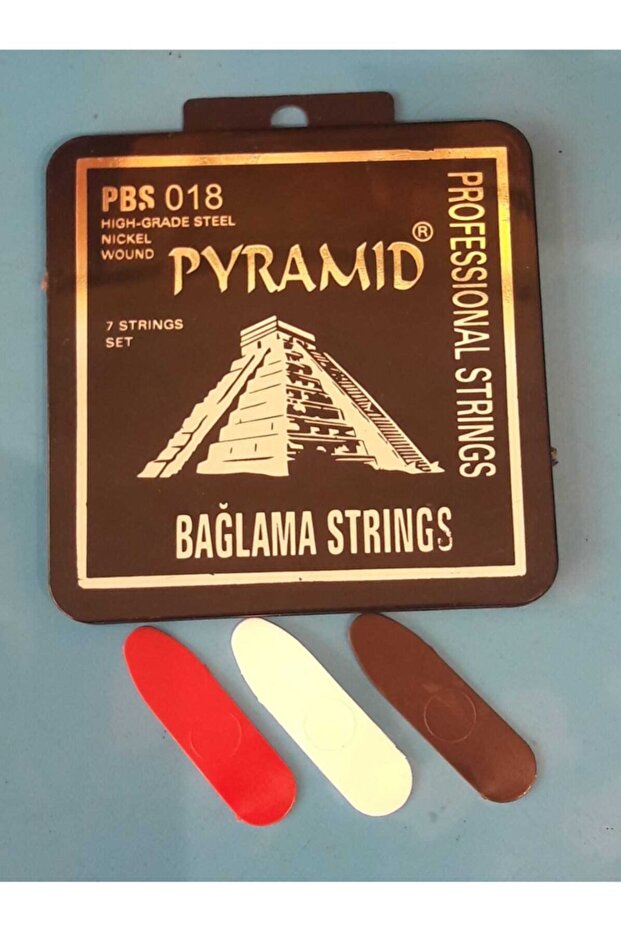 PBS 018
HIGH-GRADE STEEL
NICKEL
WOUND
PYRAMID®
7 STRINGS
SET
PROFESSIONAL STRINGS
BAĞLAMA STRINGS